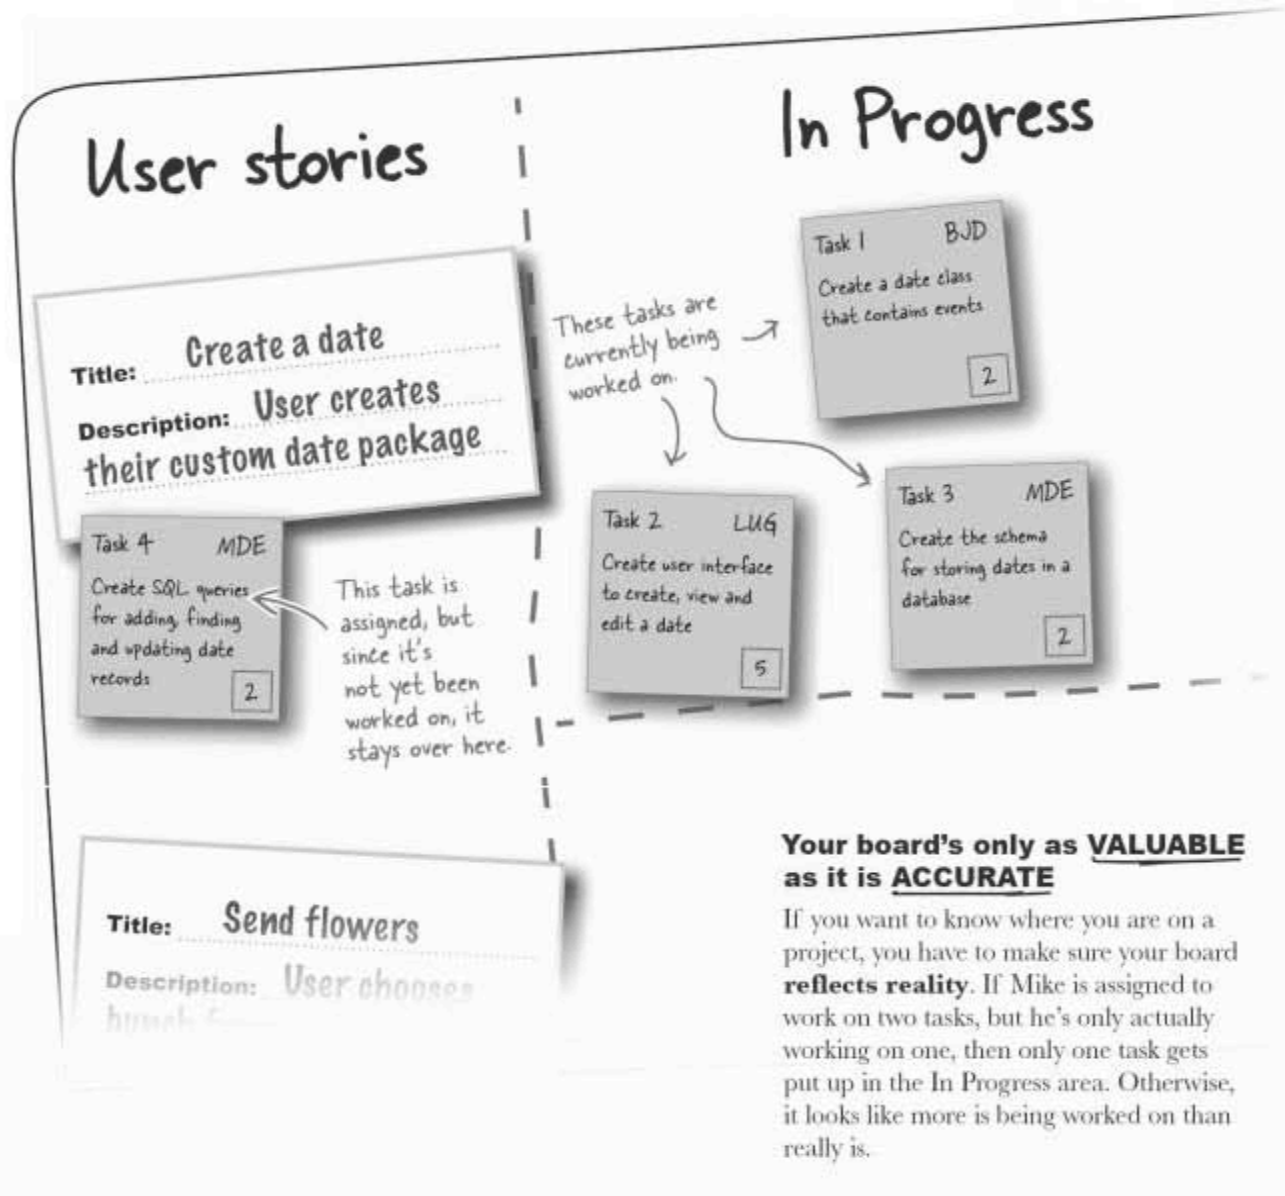 User stories
In Progress
Title: Create a date
Description: User creates
their custom date package
These tasks are
currently being
worked on.
Task 1 BJD
Create a date class
that contains events
2
Task 2 LUG
Create user interface
to create, view and
edit a date
5
Task 3 MDE
Create the schema
for storing dates in a
database
2
Task 4 MDE
Create SQL queries
for adding, finding
and updating date
records
2
This task is
assigned, but
since it's
not yet been
worked on, it
stays over here.
Title: Send flowers
Description: User chooses
Your board's only as VALUABLE
as it is ACCURATE
If you want to know where you are on a
project, you have to make sure your board
reflects reality. If Mike is assigned to
work on two tasks, but he's only actually
working on one, then only one task gets
put up in the In Progress area. Otherwise,
it looks like more is being worked on than
really is.